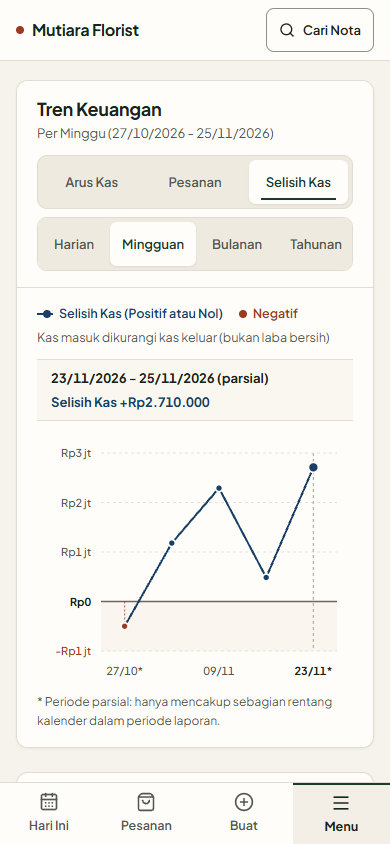 Mutiara Florist
Cari Nota
Tren Keuangan
Per Minggu (27/10/2026 - 25/11/2026)
Arus Kas
Pesanan
Selisih Kas
Harian
Mingguan
Bulanan
Tahunan
Selisih Kas (Positif atau Nol)
Negatif
Kas masuk dikurangi kas keluar (bukan laba bersih)
23/11/2026 – 25/11/2026 (parsial)
Selisih Kas +Rp2.710.000
Rp3 jt
Rp2 jt
Rp1 jt
Rp0
-Rp1 jt
27/10*
09/11
23/11*
* Periode parsial: hanya mencakup sebagian rentang
kalender dalam periode laporan.
Hari Ini
Pesanan
Buat
Menu